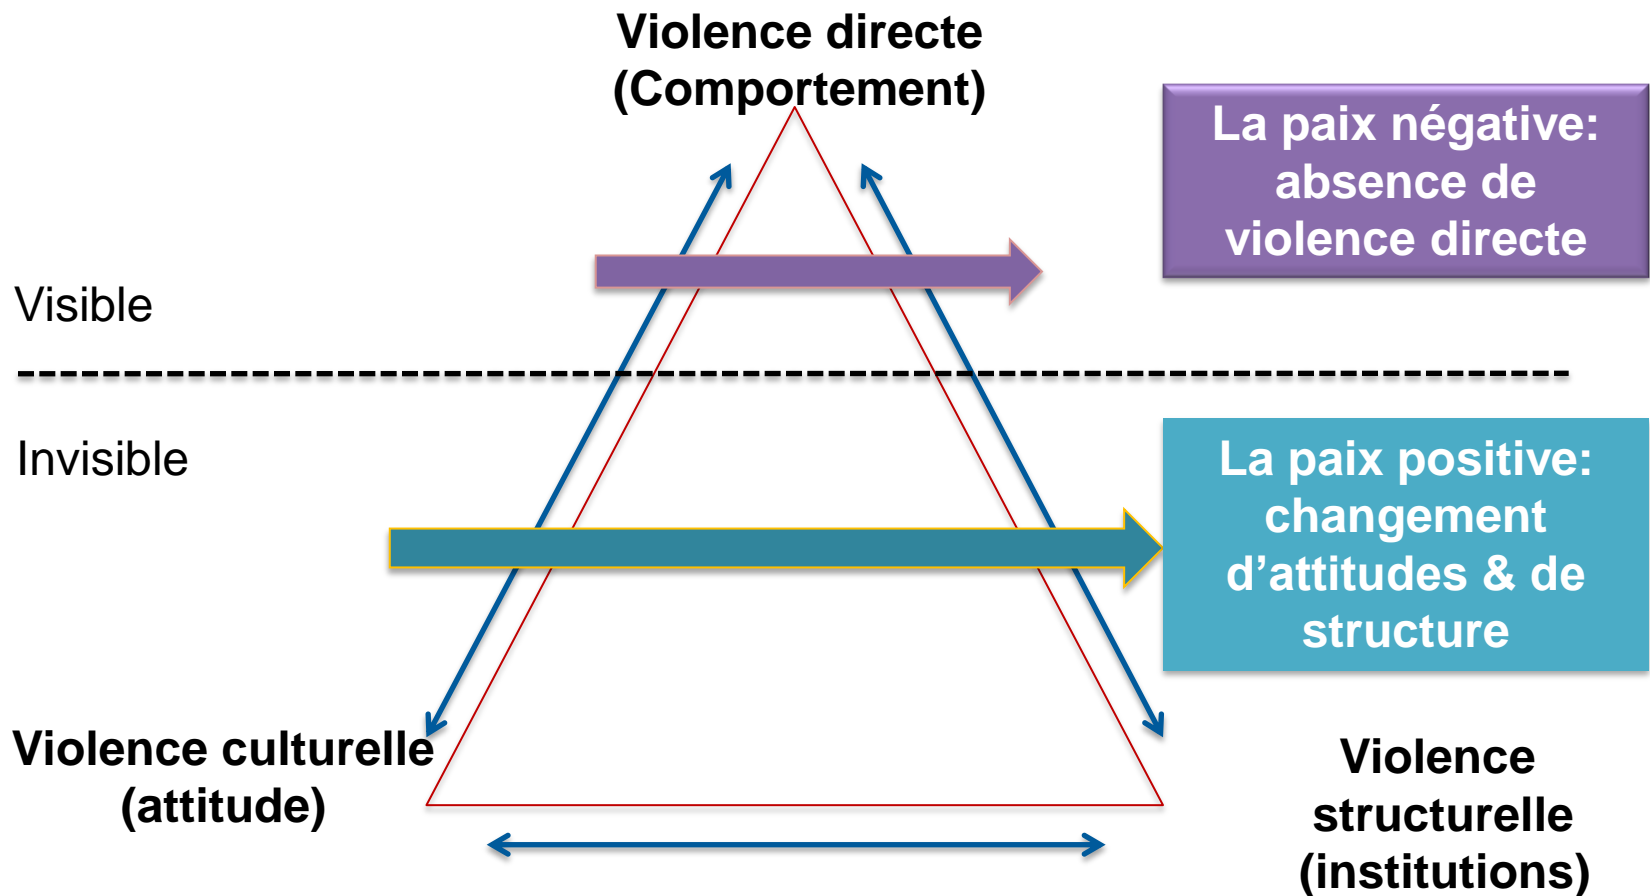 Violence directe
(Comportement)
La paix négative:
absence de
violence directe
Visible
Invisible
La paix positive:
changement
d’attitudes & de
structure
Violence culturelle
(attitude)
Violence
structurelle
(institutions)